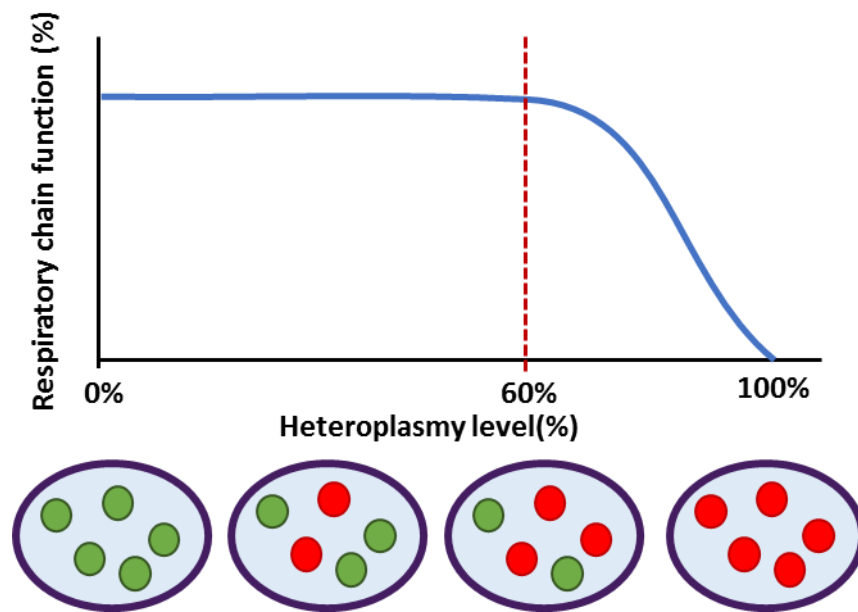 Respiratory chain function (%)
0%
60%
100%
Heteroplasmy level(%)